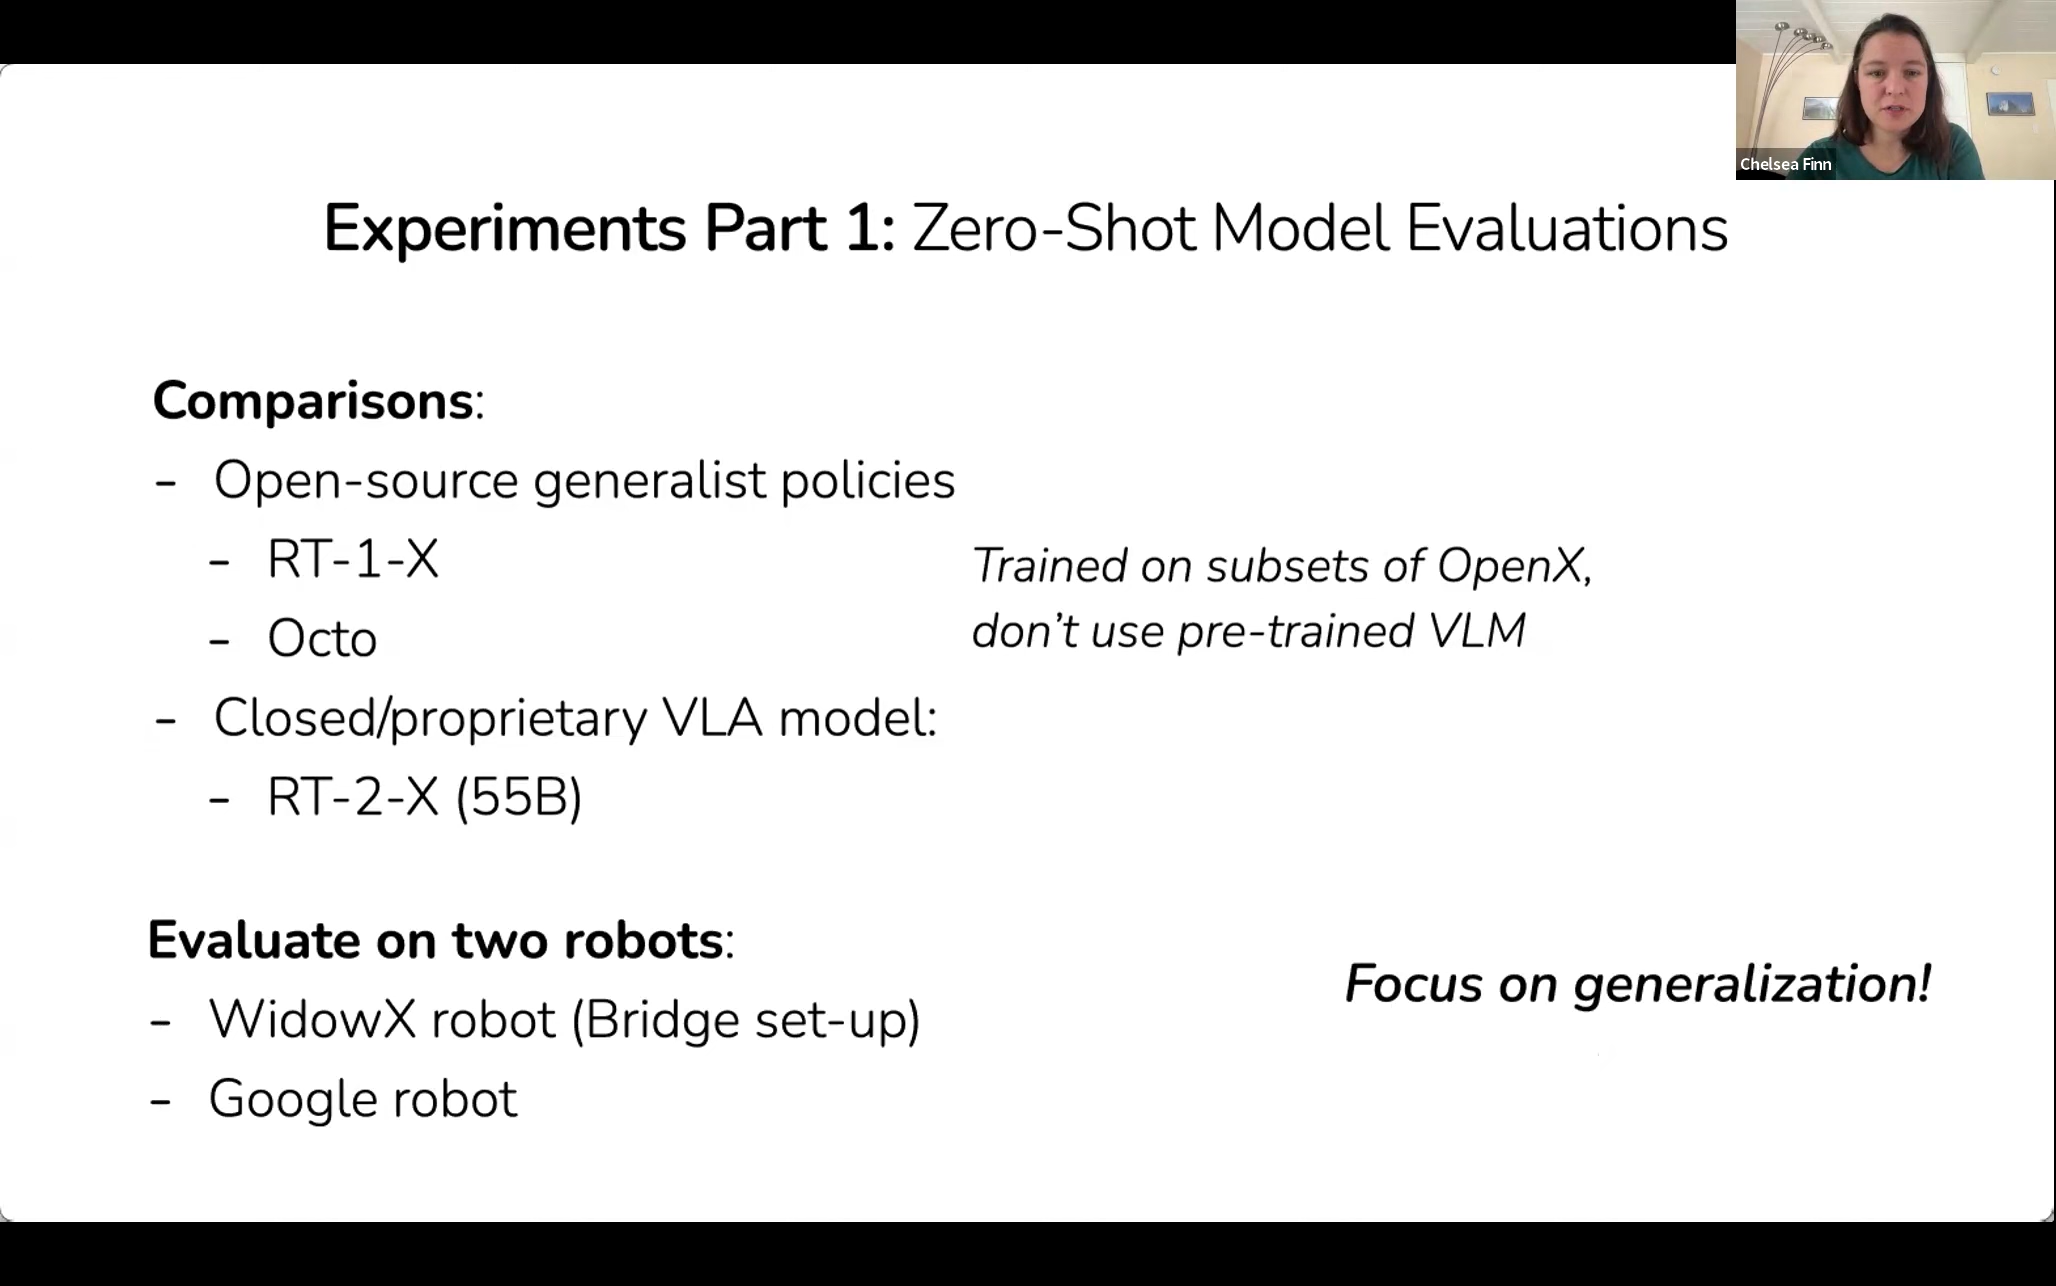 Chelsea Finn
Experiments Part 1: Zero-Shot Model Evaluations
Comparisons:
- Open-source generalist policies
- RT-1-X
- Octo
Trained on subsets of OpenX,
don't use pre-trained VLM
- Closed/proprietary VLA model:
- RT-2-X (55B)
Evaluate on two robots:
- WidowX robot (Bridge set-up)
- Google robot
Focus on generalization!